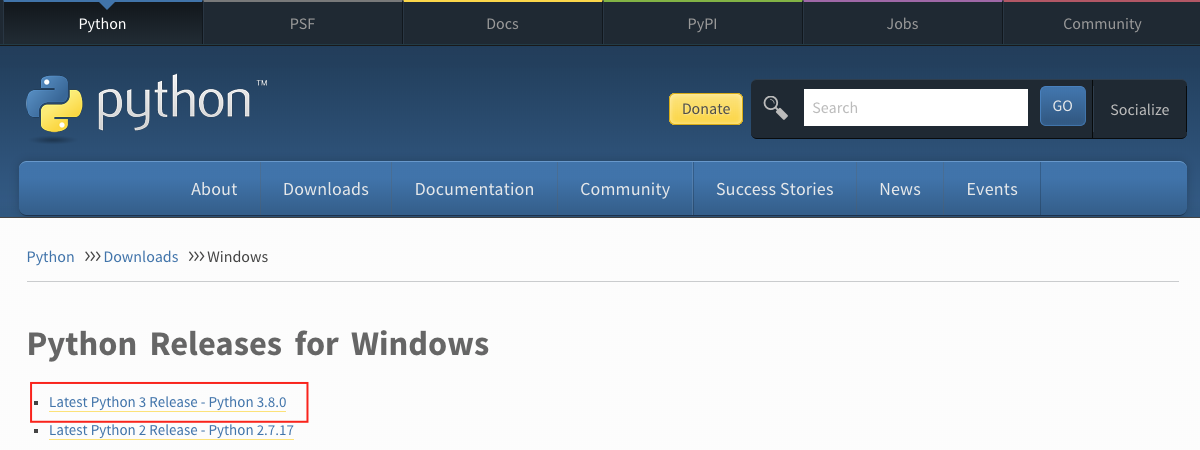 Python PSF Docs PyPI Jobs Community
python™
Donate Search GO Socialize
About Downloads Documentation Community Success Stories News Events
Python >>> Downloads >>> Windows
Python Releases for Windows
Latest Python 3 Release - Python 3.8.0
Latest Python 2 Release - Python 2.7.17